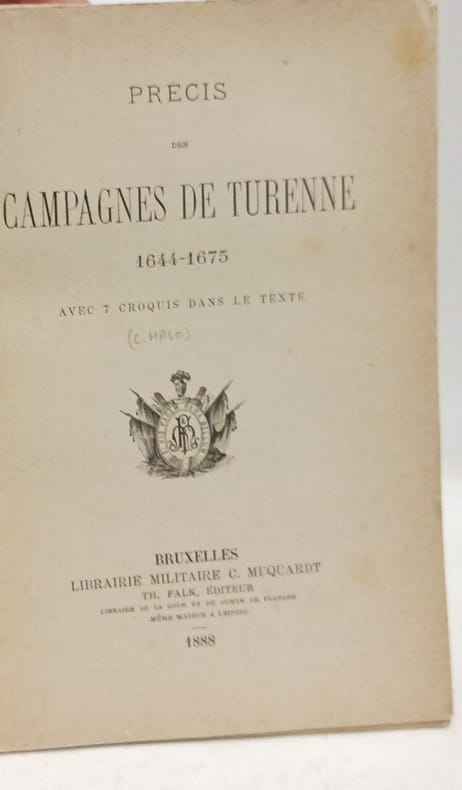 PRÉCIS
DES
CAMPAGNES DE TURENNE
1644-1675
AVEC 7 CROQUIS DANS LE TEXTE
(C. MALO)
BRUXELLES
LIBRAIRIE MILITAIRE C. MUQUARDT
TH. FALK, ÉDITEUR
LIBRAIRE DE LA COUR ET DU COMTE DE FLANDRE
MÊME MAISON A LEIPZIG
1888